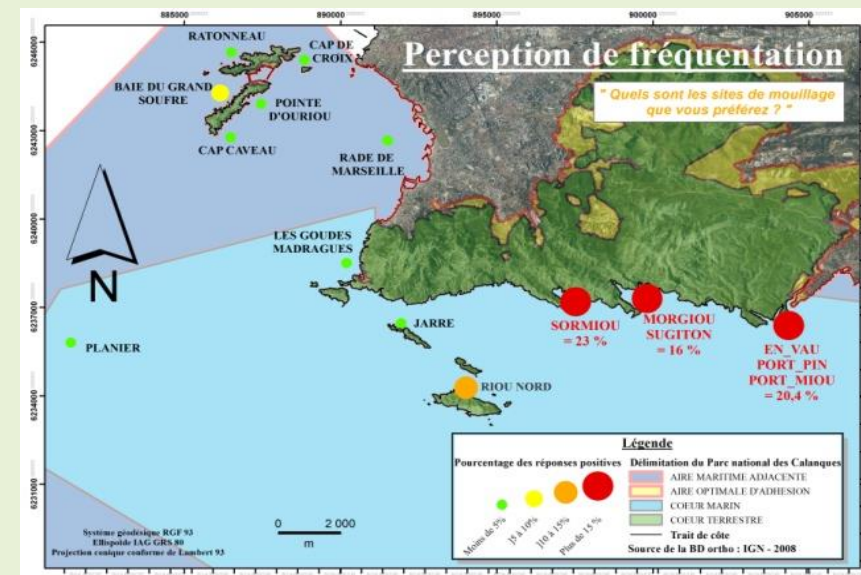 885000 890000 895000 900000 905000
Perception de fréquentation
" Quels sont les sites de mouillage
que vous préférez ? "
RATONNEAU
CAP DE
CROIX
BAIE DU GRAND
SOUFRE
POINTE
D'OURIOU
CAP CAVEAU
RADE DE
MARSEILLE
LES GOUDES
MADRAGUES
N
PLANIER
JARRE
RIOU NORD
SORMIOU
= 23 %
MORGIOU
SUGITON
= 16 %
EN_VAU
PORT_PIN
PORT_MIOU
= 20,4 %
6246000
6243000
6240000
6237000
6234000
6231000
Système géodésique RGF 93
Ellispoïde IAG GRS 80
Projection conique conforme de Lambert 93
0 2 000
m
Légende
Pourcentage des réponses positives
Moins de 5%
]5 à 10%
]10 à 15%
Plus de 15 %
Délimitation du Parc national des Calanques
AIRE MARITIME ADJACENTE
AIRE OPTIMALE D'ADHESION
COEUR MARIN
COEUR TERRESTRE
Trait de côte
Source de la BD ortho : IGN - 2008